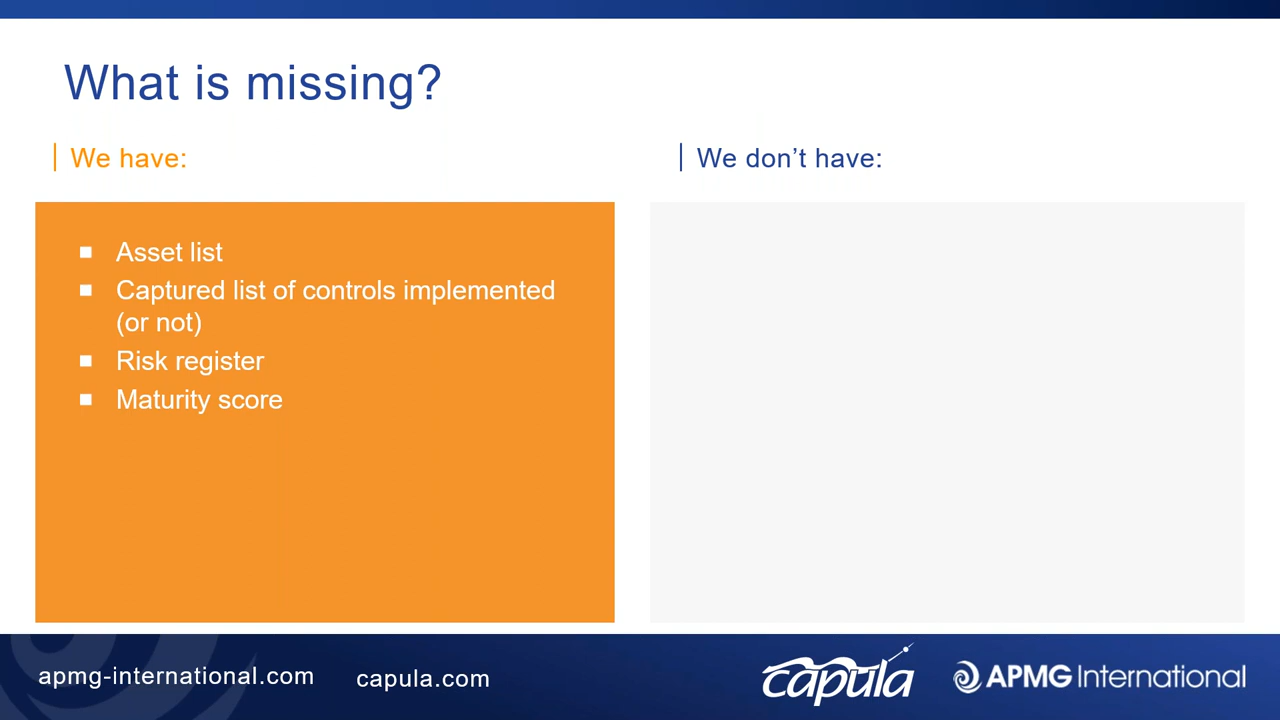 What is missing?
We have:
We don’t have:
■ Asset list
■ Captured list of controls implemented
(or not)
■ Risk register
■ Maturity score
apmg-international.com
capula.com
capula
APMG International